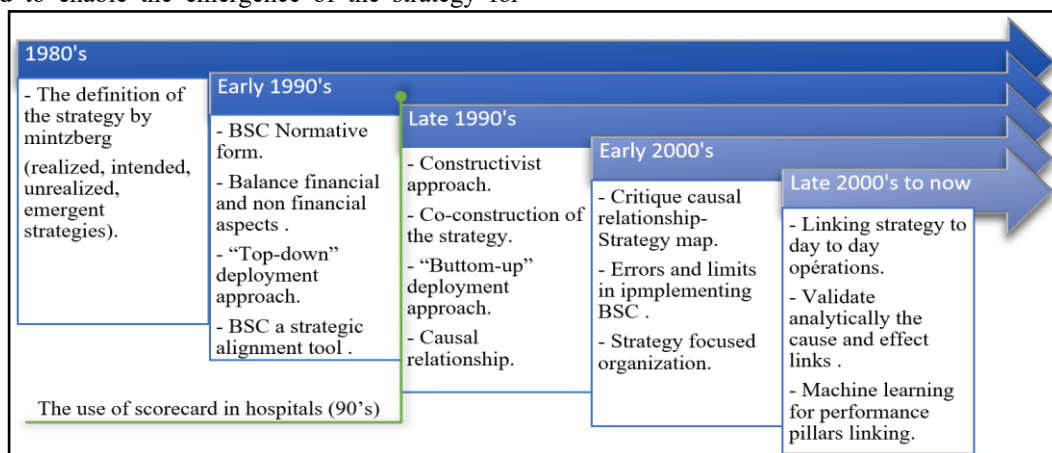 d to enable the emergence of the strategy for
1980's
- The definition of
the strategy by
mintzberg
(realized, intended,
unrealized,
emergent
strategies).
Early 1990's
- BSC Normative
form.
- Balance financial
and non financial
aspects .
- “Top-down”
deployment
approach.
- BSC a strategic
alignment tool .
Late 1990's
- Constructivist
approach.
- Co-construction of
the strategy.
- “Buttom-up”
deployment
approach.
- Causal
relationship.
Early 2000's
- Critique causal
relationship-
Strategy map.
- Errors and limits
in ipmplementing
BSC .
- Strategy focused
organization.
Late 2000's to now
- Linking strategy to
day to day
opérations.
- Validate
analytically the
cause and effect
links .
- Machine learning
for performance
pillars linking.
The use of scorecard in hospitals (90’s)